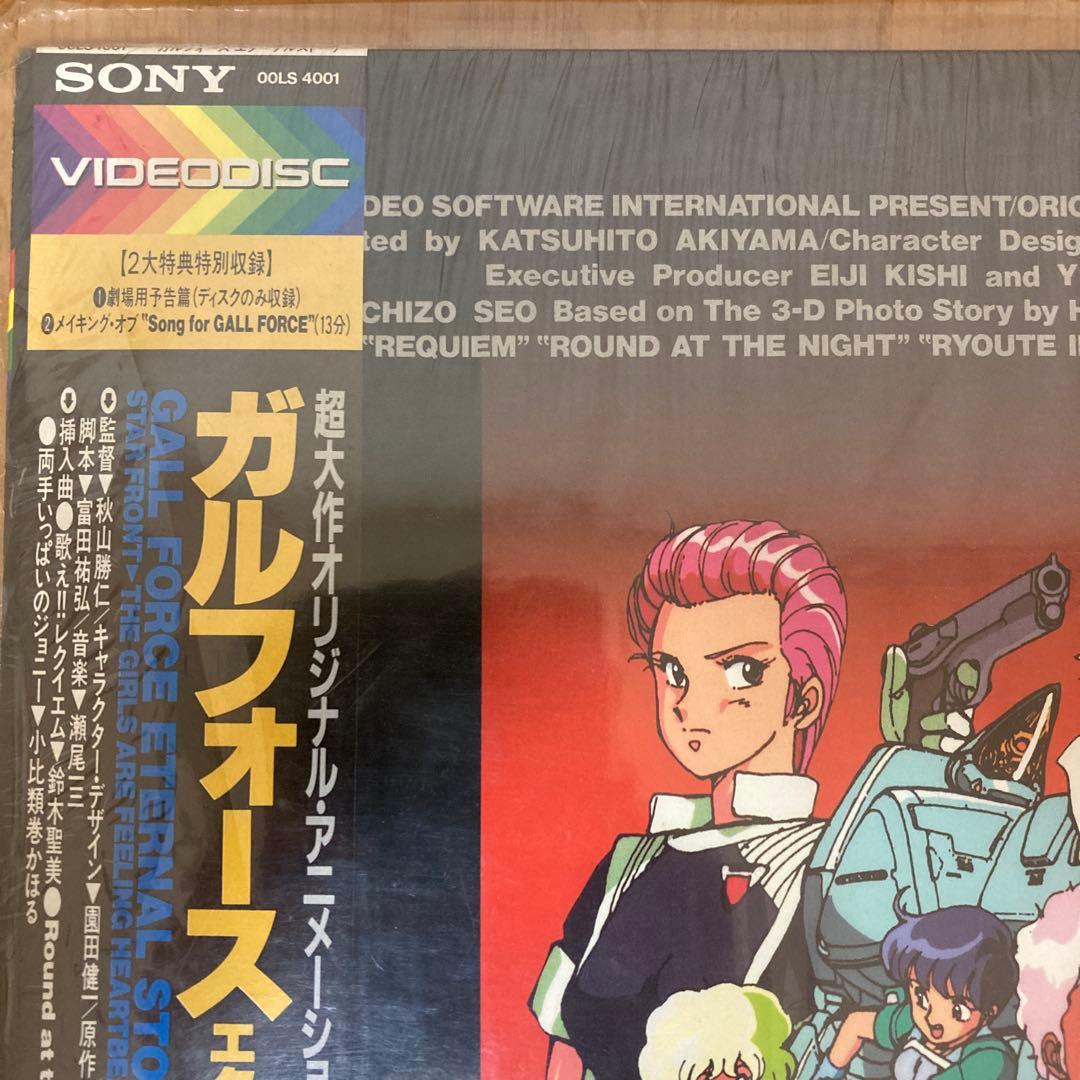 SONY
00LS 4001
VIDEODISC
【2大特典特別収録】
❶劇場用予告篇(ディスクのみ収録)
❷メイキング・オブ“Song for GALL FORCE”(13分)
DEO SOFTWARE INTERNATIONAL PRESENT/ORIG
ted by KATSUHITO AKIYAMA/Character Desig
Executive Producer EIJI KISHI and Y
CHIZO SEO Based on The 3-D Photo Story by H
“REQUIEM” “ROUND AT THE NIGHT” “RYOUTE I
超大作オリジナル・アニメーショ
ガルフォース エタ
GALL FORCE ETERNAL STO
STAR FRONT▶THE GIRLS ARE FEELING HEARTBE
監督▼秋山勝仁/キャラクター・デザイン▼園田健一/原作
脚本▼富田祐弘/音楽▼瀬尾一三
挿入曲●歌え!!レクイエム▼鈴木聖美●Round at t
●両手いっぱいのジョニー▼小比類巻かほる